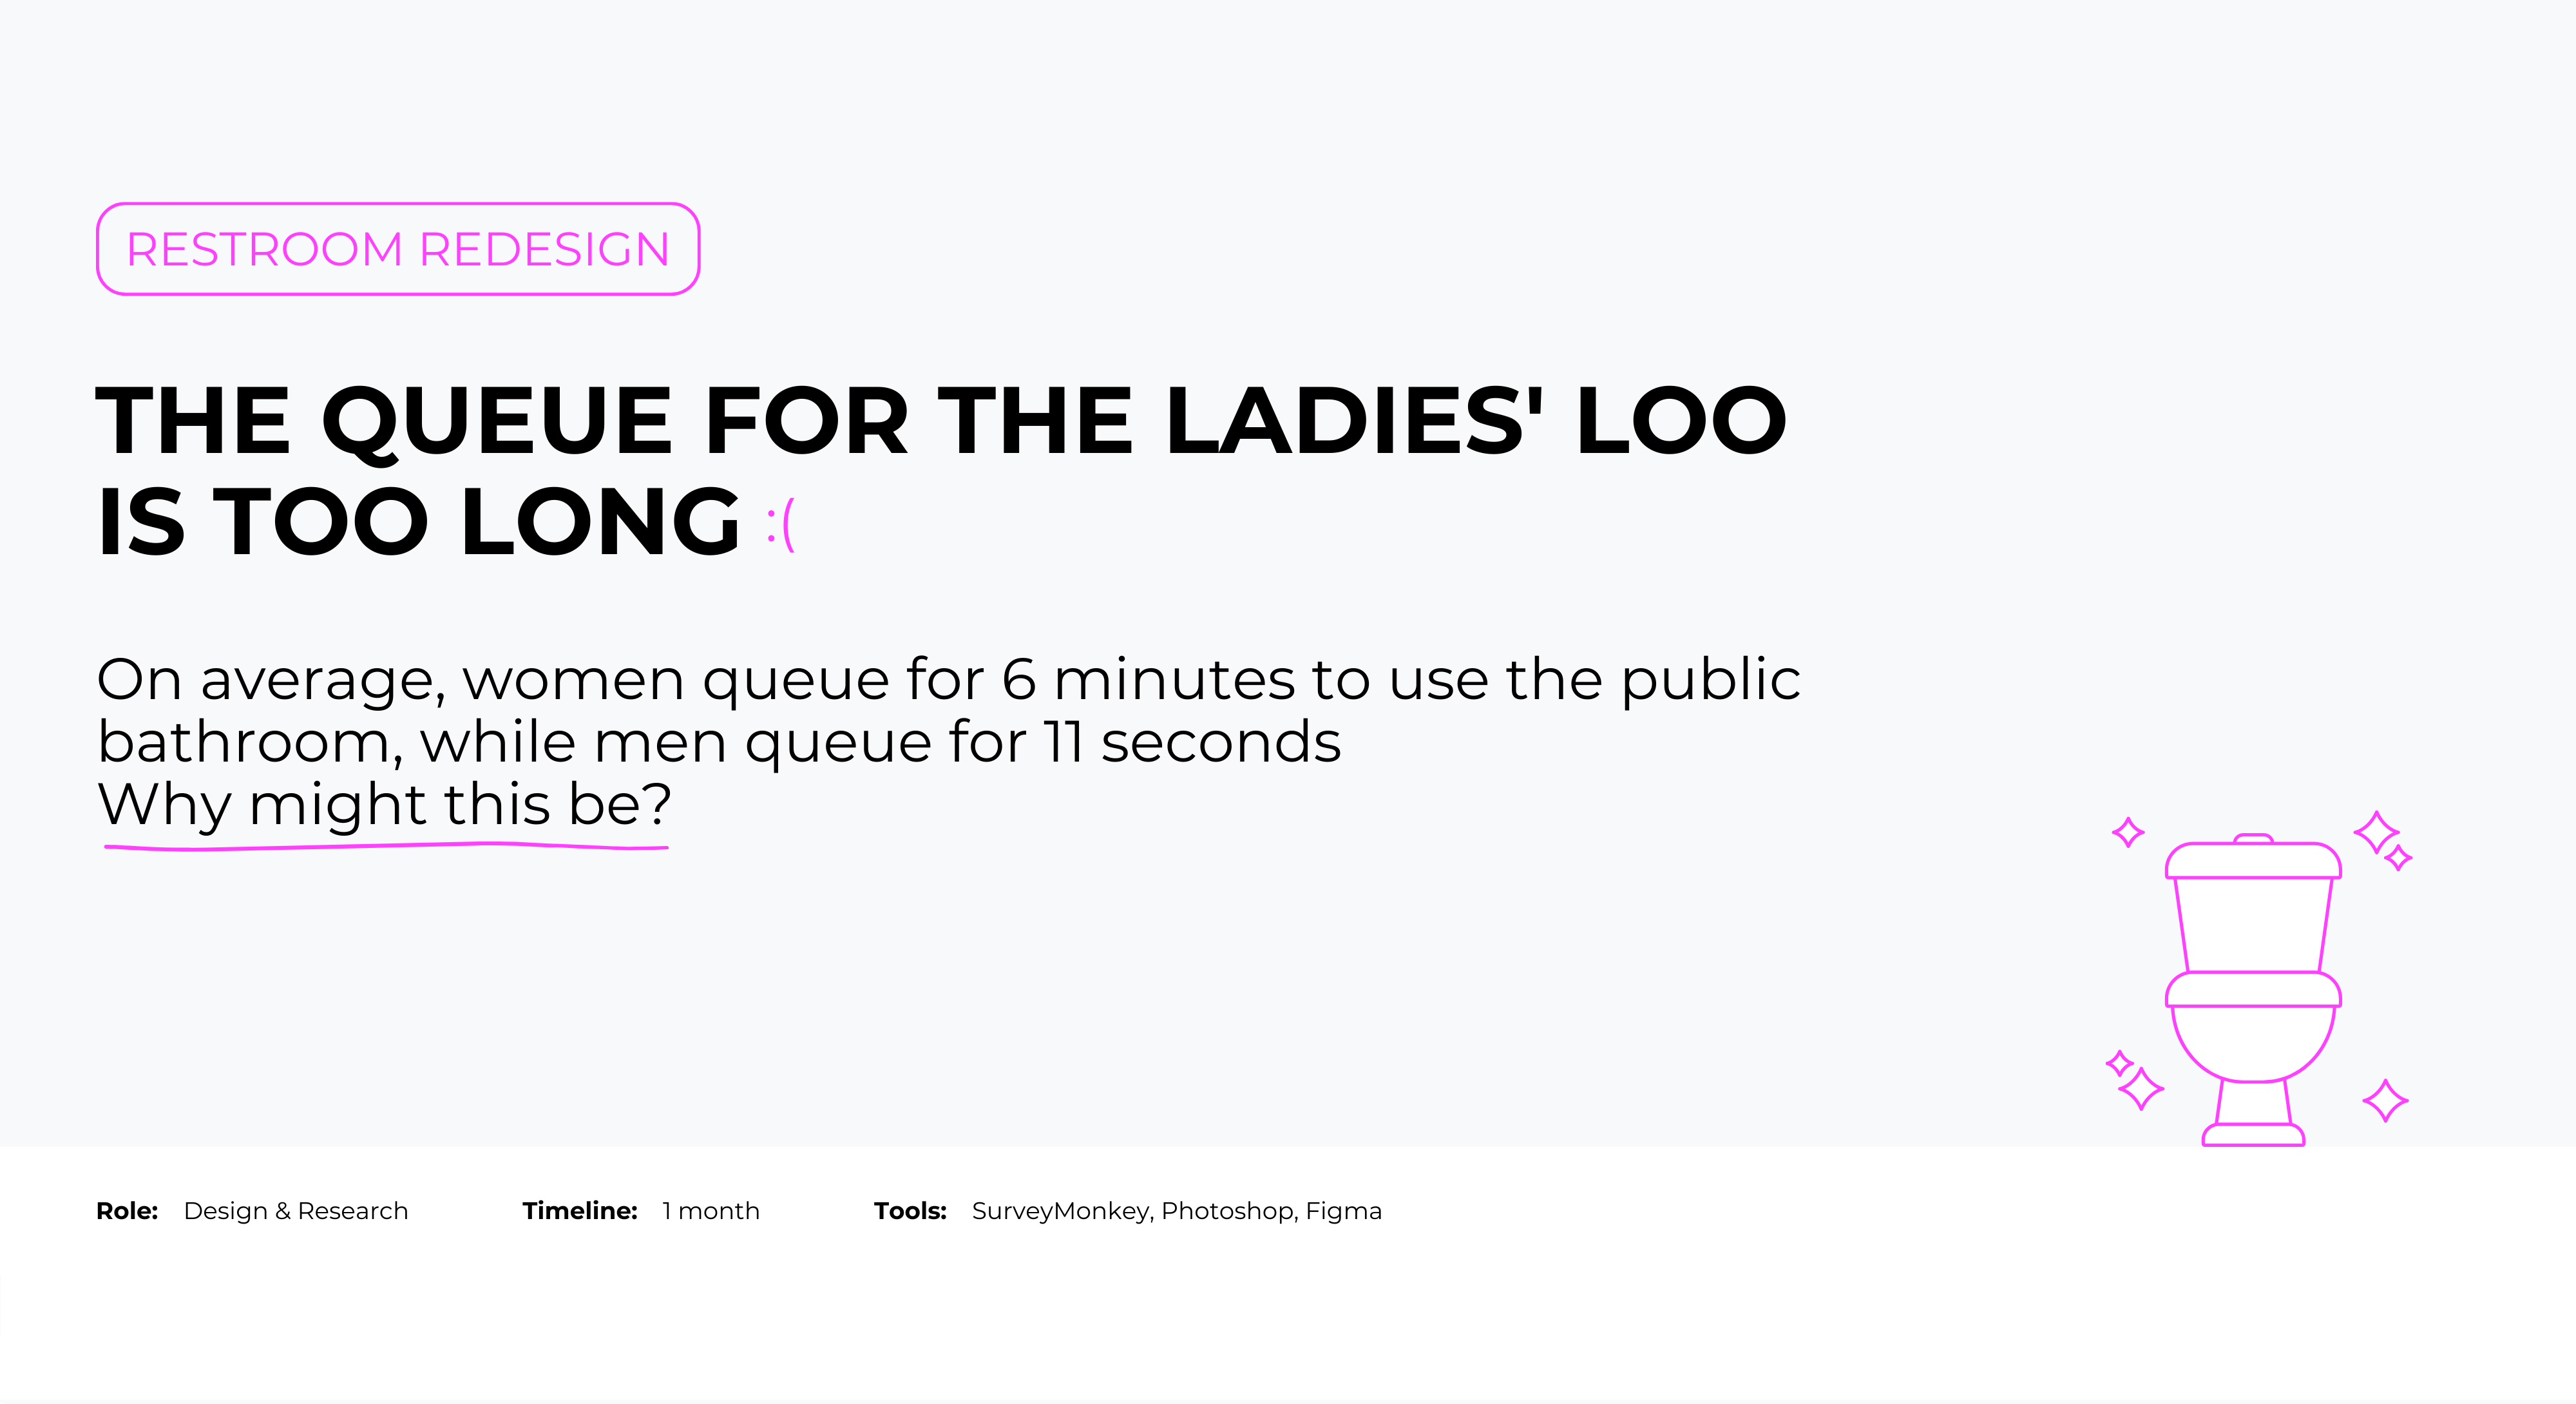 RESTROOM REDESIGN
THE QUEUE FOR THE LADIES' LOO
IS TOO LONG :(
On average, women queue for 6 minutes to use the public
bathroom, while men queue for 11 seconds
Why might this be?
Role: Design & Research Timeline: 1 month Tools: SurveyMonkey, Photoshop, Figma